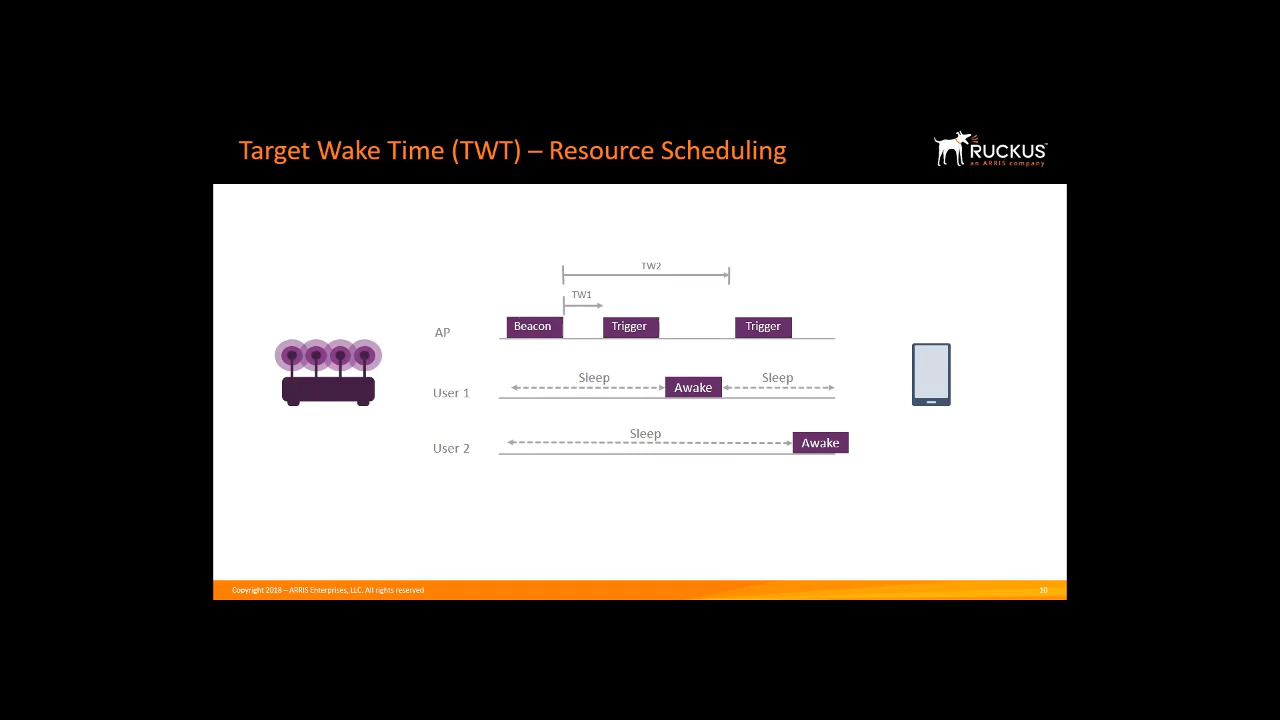 Target Wake Time (TWT) – Resource Scheduling
RUCKUS™
an ARRIS company
TW2
TW1
AP
Beacon
Trigger
Trigger
User 1
Sleep
Awake
Sleep
User 2
Sleep
Awake
Copyright 2018 – ARRIS Enterprises, LLC. All rights reserved
10